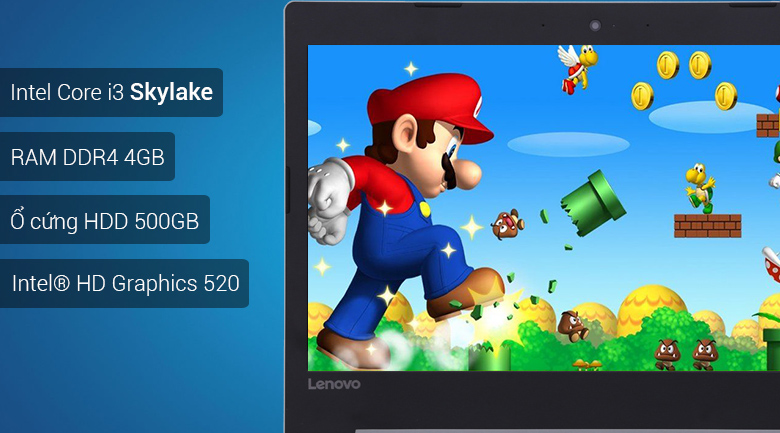 Intel Core i3 Skylake
RAM DDR4 4GB
Ổ cứng HDD 500GB
Intel® HD Graphics 520
Lenovo